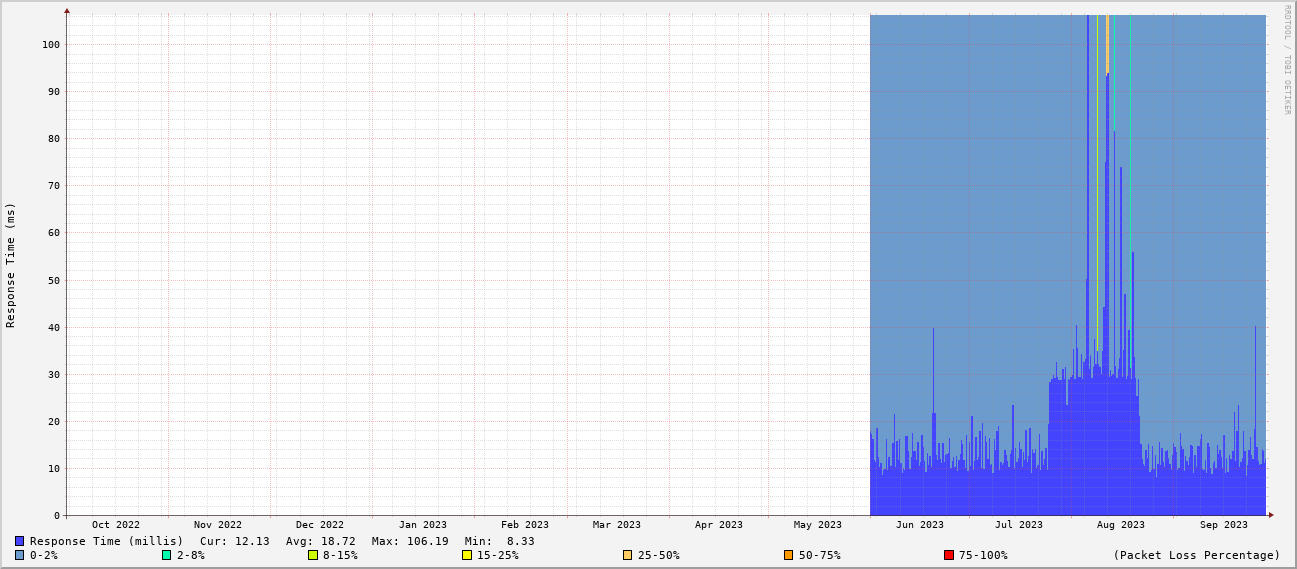 RRDTOOL / TOBI OETIKER
Response Time (ms)
100
90
80
70
60
50
40
30
20
10
0
Oct 2022 Nov 2022 Dec 2022 Jan 2023 Feb 2023 Mar 2023 Apr 2023 May 2023 Jun 2023 Jul 2023 Aug 2023 Sep 2023
Response Time (millis) Cur: 12.13 Avg: 18.72 Max: 106.19 Min: 8.33
0-2% 2-8% 8-15% 15-25% 25-50% 50-75% 75-100% (Packet Loss Percentage)